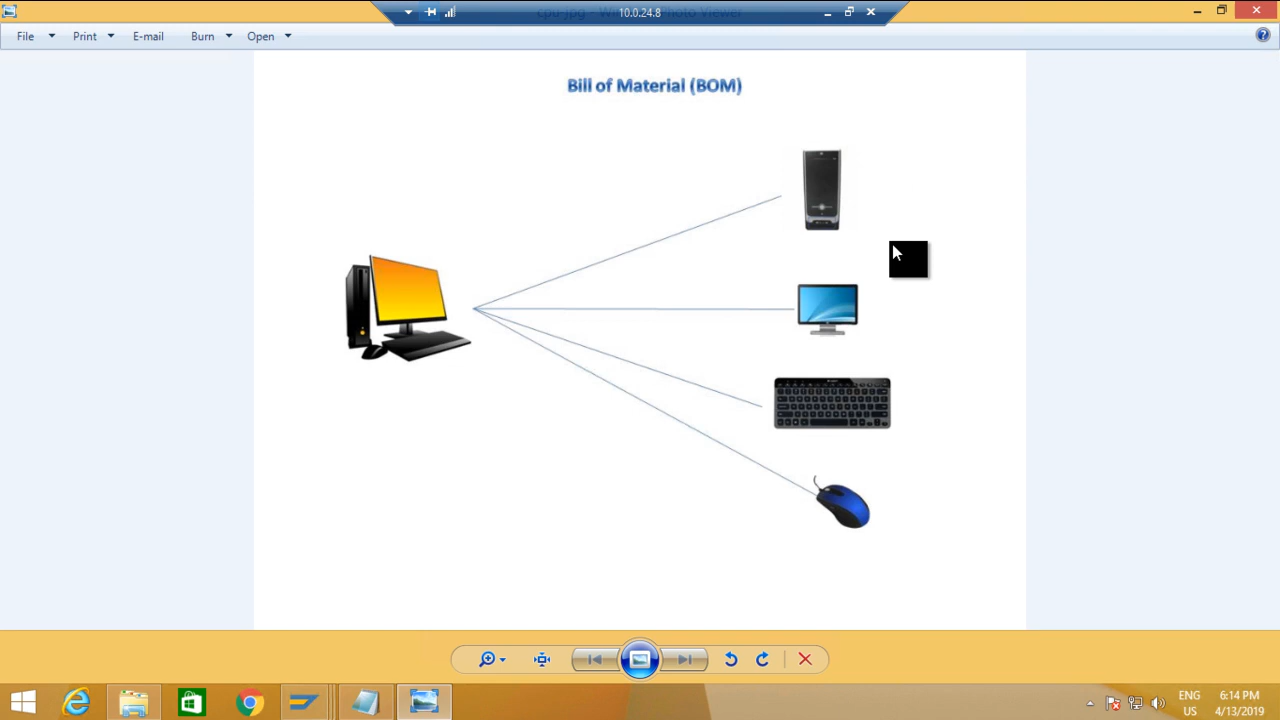 10.0.24.8
File Print E-mail Burn Open
Bill of Material (BOM)
ENG 6:14 PM
US 4/13/2019